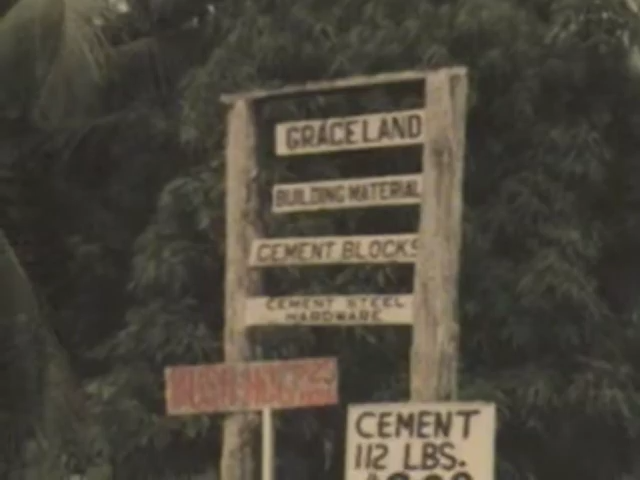 GRACELAND
BUILDING MATERIAL
CEMENT BLOCKS
CEMENT STEEL
HARDWARE
CEMENT
112 LBS.